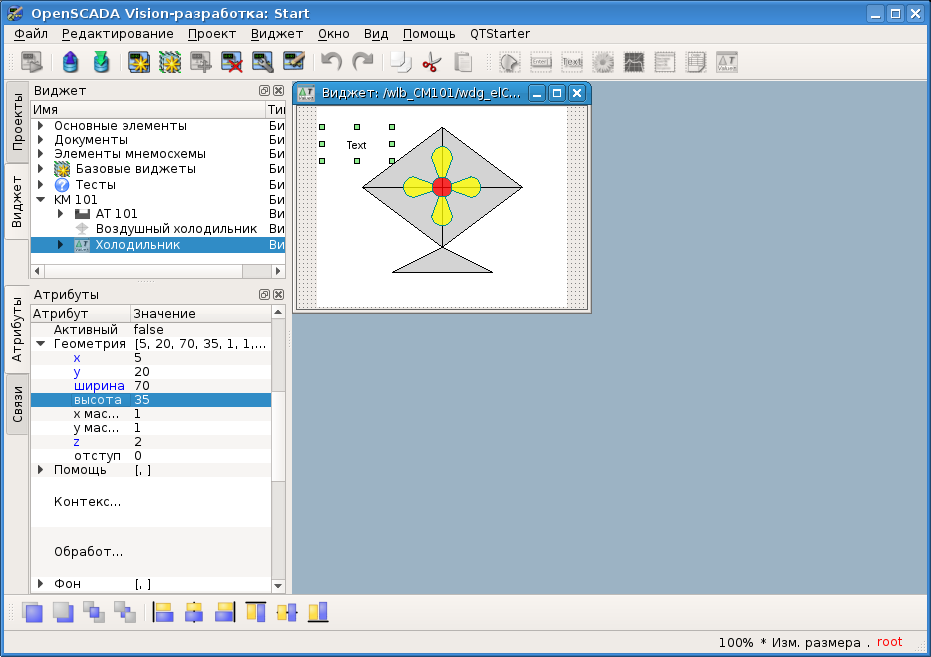 OpenSCADA Vision-разработка: Start
Файл Редактирование Проект Виджет Окно Вид Помощь QTStarter
Проекты
Виджет
Атрибуты
Связи
Виджет
Имя Ти
Основные элементы Би
Документы Би
Элементы мнемосхемы Би
Базовые виджеты Би
Тесты Би
КМ 101 Би
АТ 101 Ви
Воздушный холодильник Ви
Холодильник Ви
Атрибуты
Атрибут Значение
Активный false
Геометрия [5, 20, 70, 35, 1, 1,...
x 5
y 20
ширина 70
высота 35
x мас... 1
y мас... 1
z 2
отступ 0
Помощь [, ]
Контекс...
Обработ...
Фон [, ]
Виджет: /wlb_CM101/wdg_elC...
Text
100% * Изм. размера . root